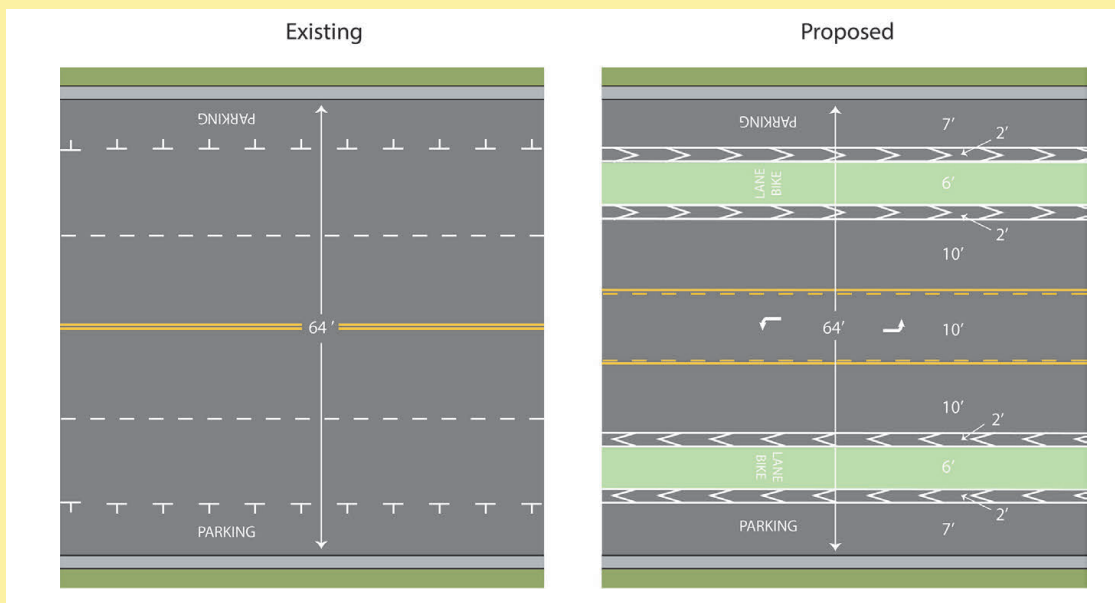 Existing
PARKING
64'
PARKING
Proposed
PARKING
7'
2'
LANE
BIKE
6'
2'
10'
64'
10'
10'
2'
LANE
BIKE
6'
2'
PARKING
7'